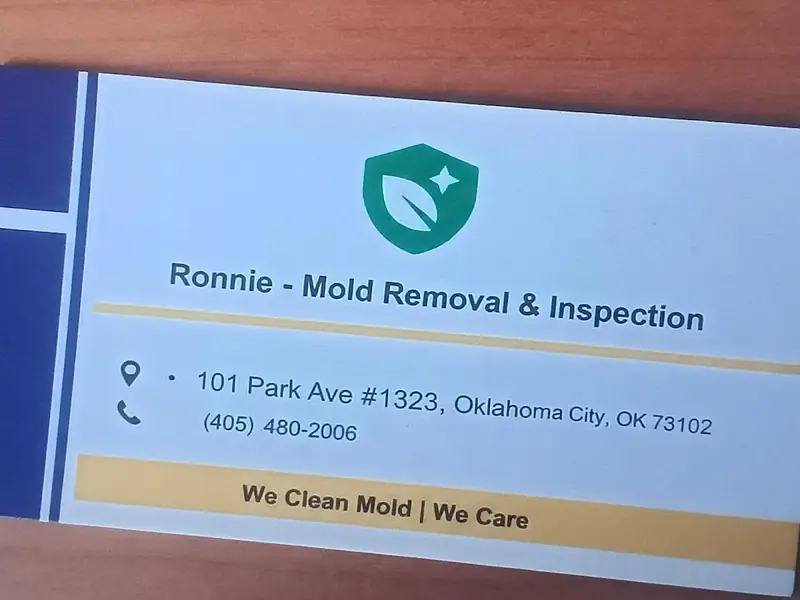 Ronnie - Mold Removal & Inspection
• 101 Park Ave #1323, Oklahoma City, OK 73102
(405) 480-2006
We Clean Mold | We Care